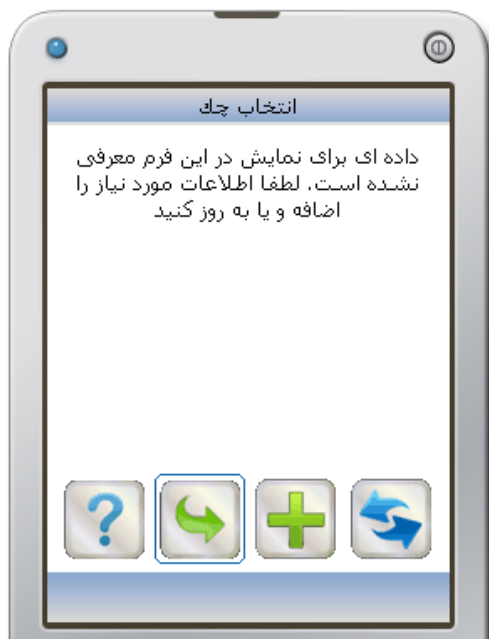 انتخاب چك
داده ای برای نمایش در این فرم معرفی
نشده است. لطفا اطلاعات مورد نیاز را
اضافه و یا به روز کنید